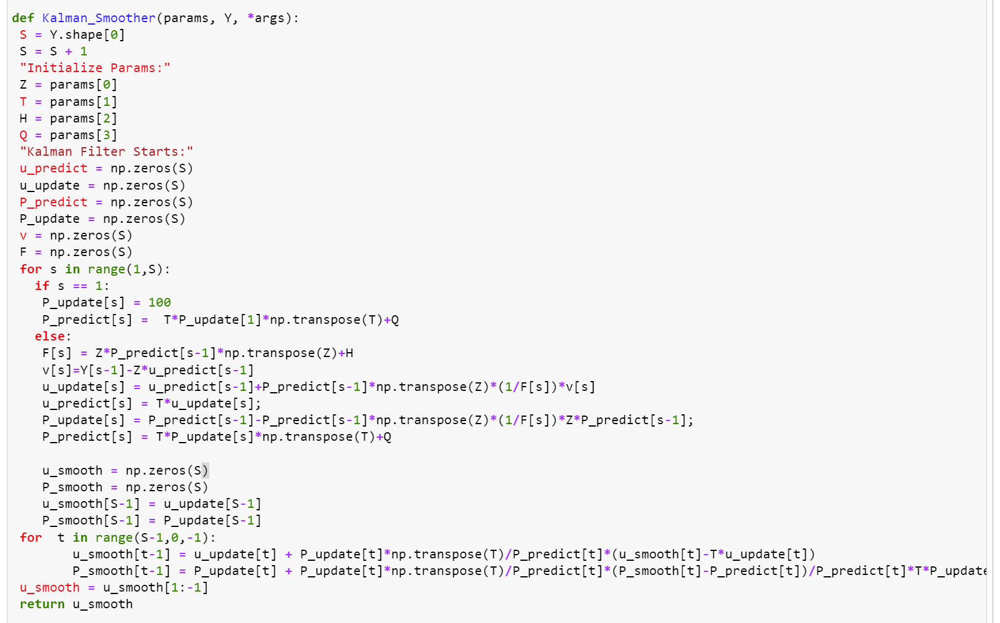 def Kalman_Smoother(params, Y, *args):
 S = Y.shape[0]
 S = S + 1
 "Initialize Params:"
 Z = params[0]
 T = params[1]
 H = params[2]
 Q = params[3]
 "Kalman Filter Starts:"
 u_predict = np.zeros(S)
 u_update = np.zeros(S)
 P_predict = np.zeros(S)
 P_update = np.zeros(S)
 v = np.zeros(S)
 F = np.zeros(S)
 for s in range(1,S):
   if s == 1:
    P_update[s] = 100
    P_predict[s] =  T*P_update[1]*np.transpose(T)+Q
   else:
    F[s] = Z*P_predict[s-1]*np.transpose(Z)+H
    v[s]=Y[s-1]-Z*u_predict[s-1]
    u_update[s] = u_predict[s-1]+P_predict[s-1]*np.transpose(Z)*(1/F[s])*v[s]
    u_predict[s] = T*u_update[s];
    P_update[s] = P_predict[s-1]-P_predict[s-1]*np.transpose(Z)*(1/F[s])*Z*P_predict[s-1];
    P_predict[s] = T*P_update[s]*np.transpose(T)+Q
    u_smooth = np.zeros(S)
    P_smooth = np.zeros(S)
    u_smooth[S-1] = u_update[S-1]
    P_smooth[S-1] = P_update[S-1]
 for  t in range(S-1,0,-1):
        u_smooth[t-1] = u_update[t] + P_update[t]*np.transpose(T)/P_predict[t]*(u_smooth[t]-T*u_update[t])
        P_smooth[t-1] = P_update[t] + P_update[t]*np.transpose(T)/P_predict[t]*(P_smooth[t]-P_predict[t])/P_predict[t]*T*P_update
 u_smooth = u_smooth[1:-1]
 return u_smooth